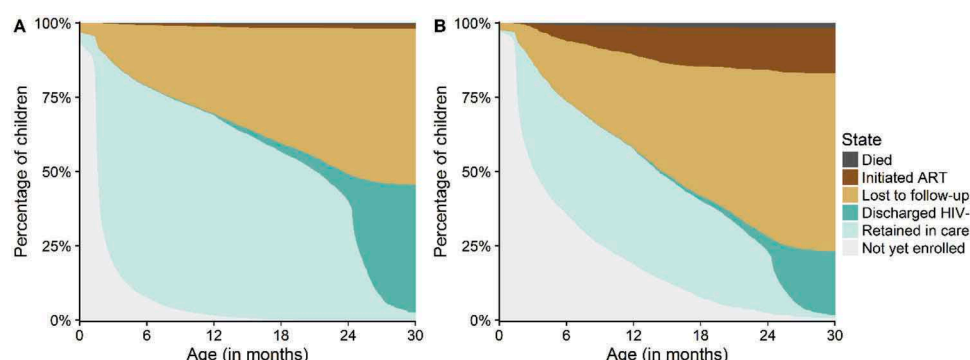 A
B
100%
75%
50%
25%
0%
Percentage of children
0 6 12 18 24 30
Age (in months)
100%
75%
50%
25%
0%
Percentage of children
0 6 12 18 24 30
Age (in months)
State
Died
Initiated ART
Lost to follow-up
Discharged HIV-
Retained in care
Not yet enrolled